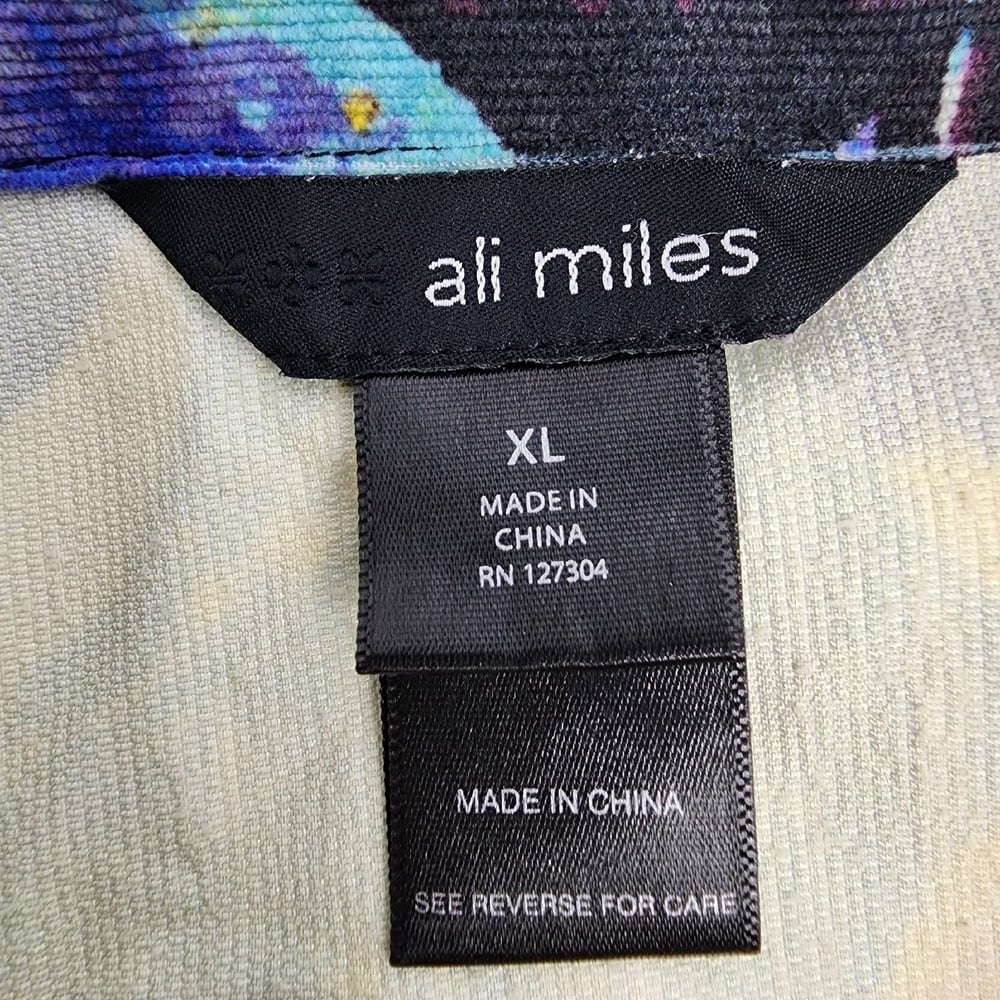 ali miles
XL
MADE IN
CHINA
RN 127304
MADE IN CHINA
SEE REVERSE FOR CARE